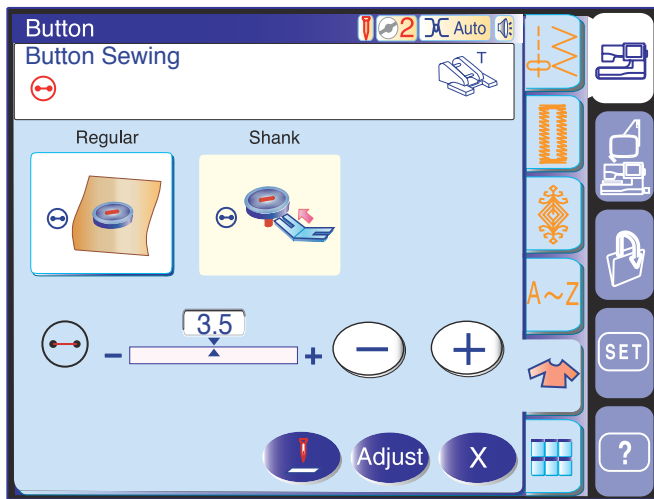 Button
2 Auto
Button Sewing
T
Regular Shank
3.5
- +
- +
A~Z
SET
?
Adjust X